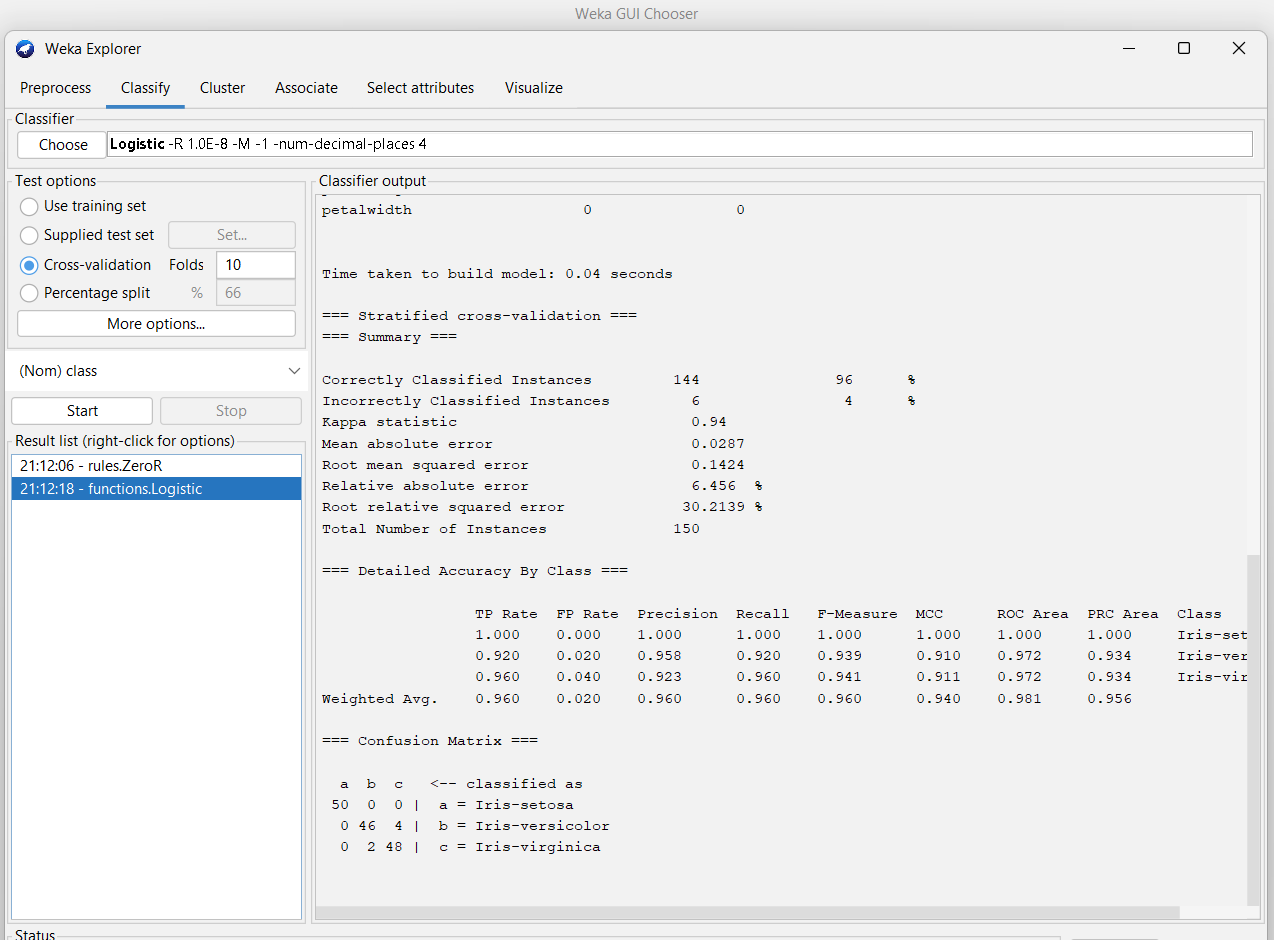 Weka GUI Chooser
Weka Explorer
Preprocess Classify Cluster Associate Select attributes Visualize
Classifier
Choose Logistic -R 1.0E-8 -M -1 -num-decimal-places 4
Test options
Use training set
Supplied test set Set...
Cross-validation Folds 10
Percentage split % 66
More options...
(Nom) class
Start Stop
Result list (right-click for options)
21:12:06 - rules.ZeroR
21:12:18 - functions.Logistic
Classifier output
petalwidth 0 0
Time taken to build model: 0.04 seconds
=== Stratified cross-validation ===
=== Summary ===
Correctly Classified Instances 144 96 %
Incorrectly Classified Instances 6 4 %
Kappa statistic 0.94
Mean absolute error 0.0287
Root mean squared error 0.1424
Relative absolute error 6.456 %
Root relative squared error 30.2139 %
Total Number of Instances 150
=== Detailed Accuracy By Class ===
TP Rate FP Rate Precision Recall F-Measure MCC ROC Area PRC Area Class
1.000 0.000 1.000 1.000 1.000 1.000 1.000 1.000 Iris-set
0.920 0.020 0.958 0.920 0.939 0.910 0.972 0.934 Iris-ver
0.960 0.040 0.923 0.960 0.941 0.911 0.972 0.934 Iris-vir
Weighted Avg. 0.960 0.020 0.960 0.960 0.960 0.940 0.981 0.956
=== Confusion Matrix ===
a b c <-- classified as
50 0 0 | a = Iris-setosa
0 46 4 | b = Iris-versicolor
0 2 48 | c = Iris-virginica
Status